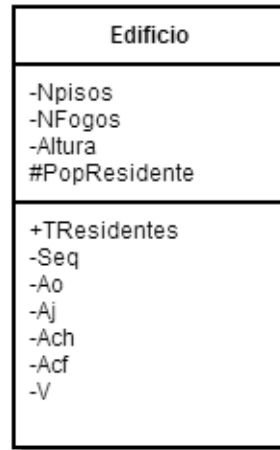 Edificio
-Npisos
-NFogos
-Altura
#PopResidente
+TResidentes
-Seq
-Ao
-Aj
-Ach
-Acf
-V